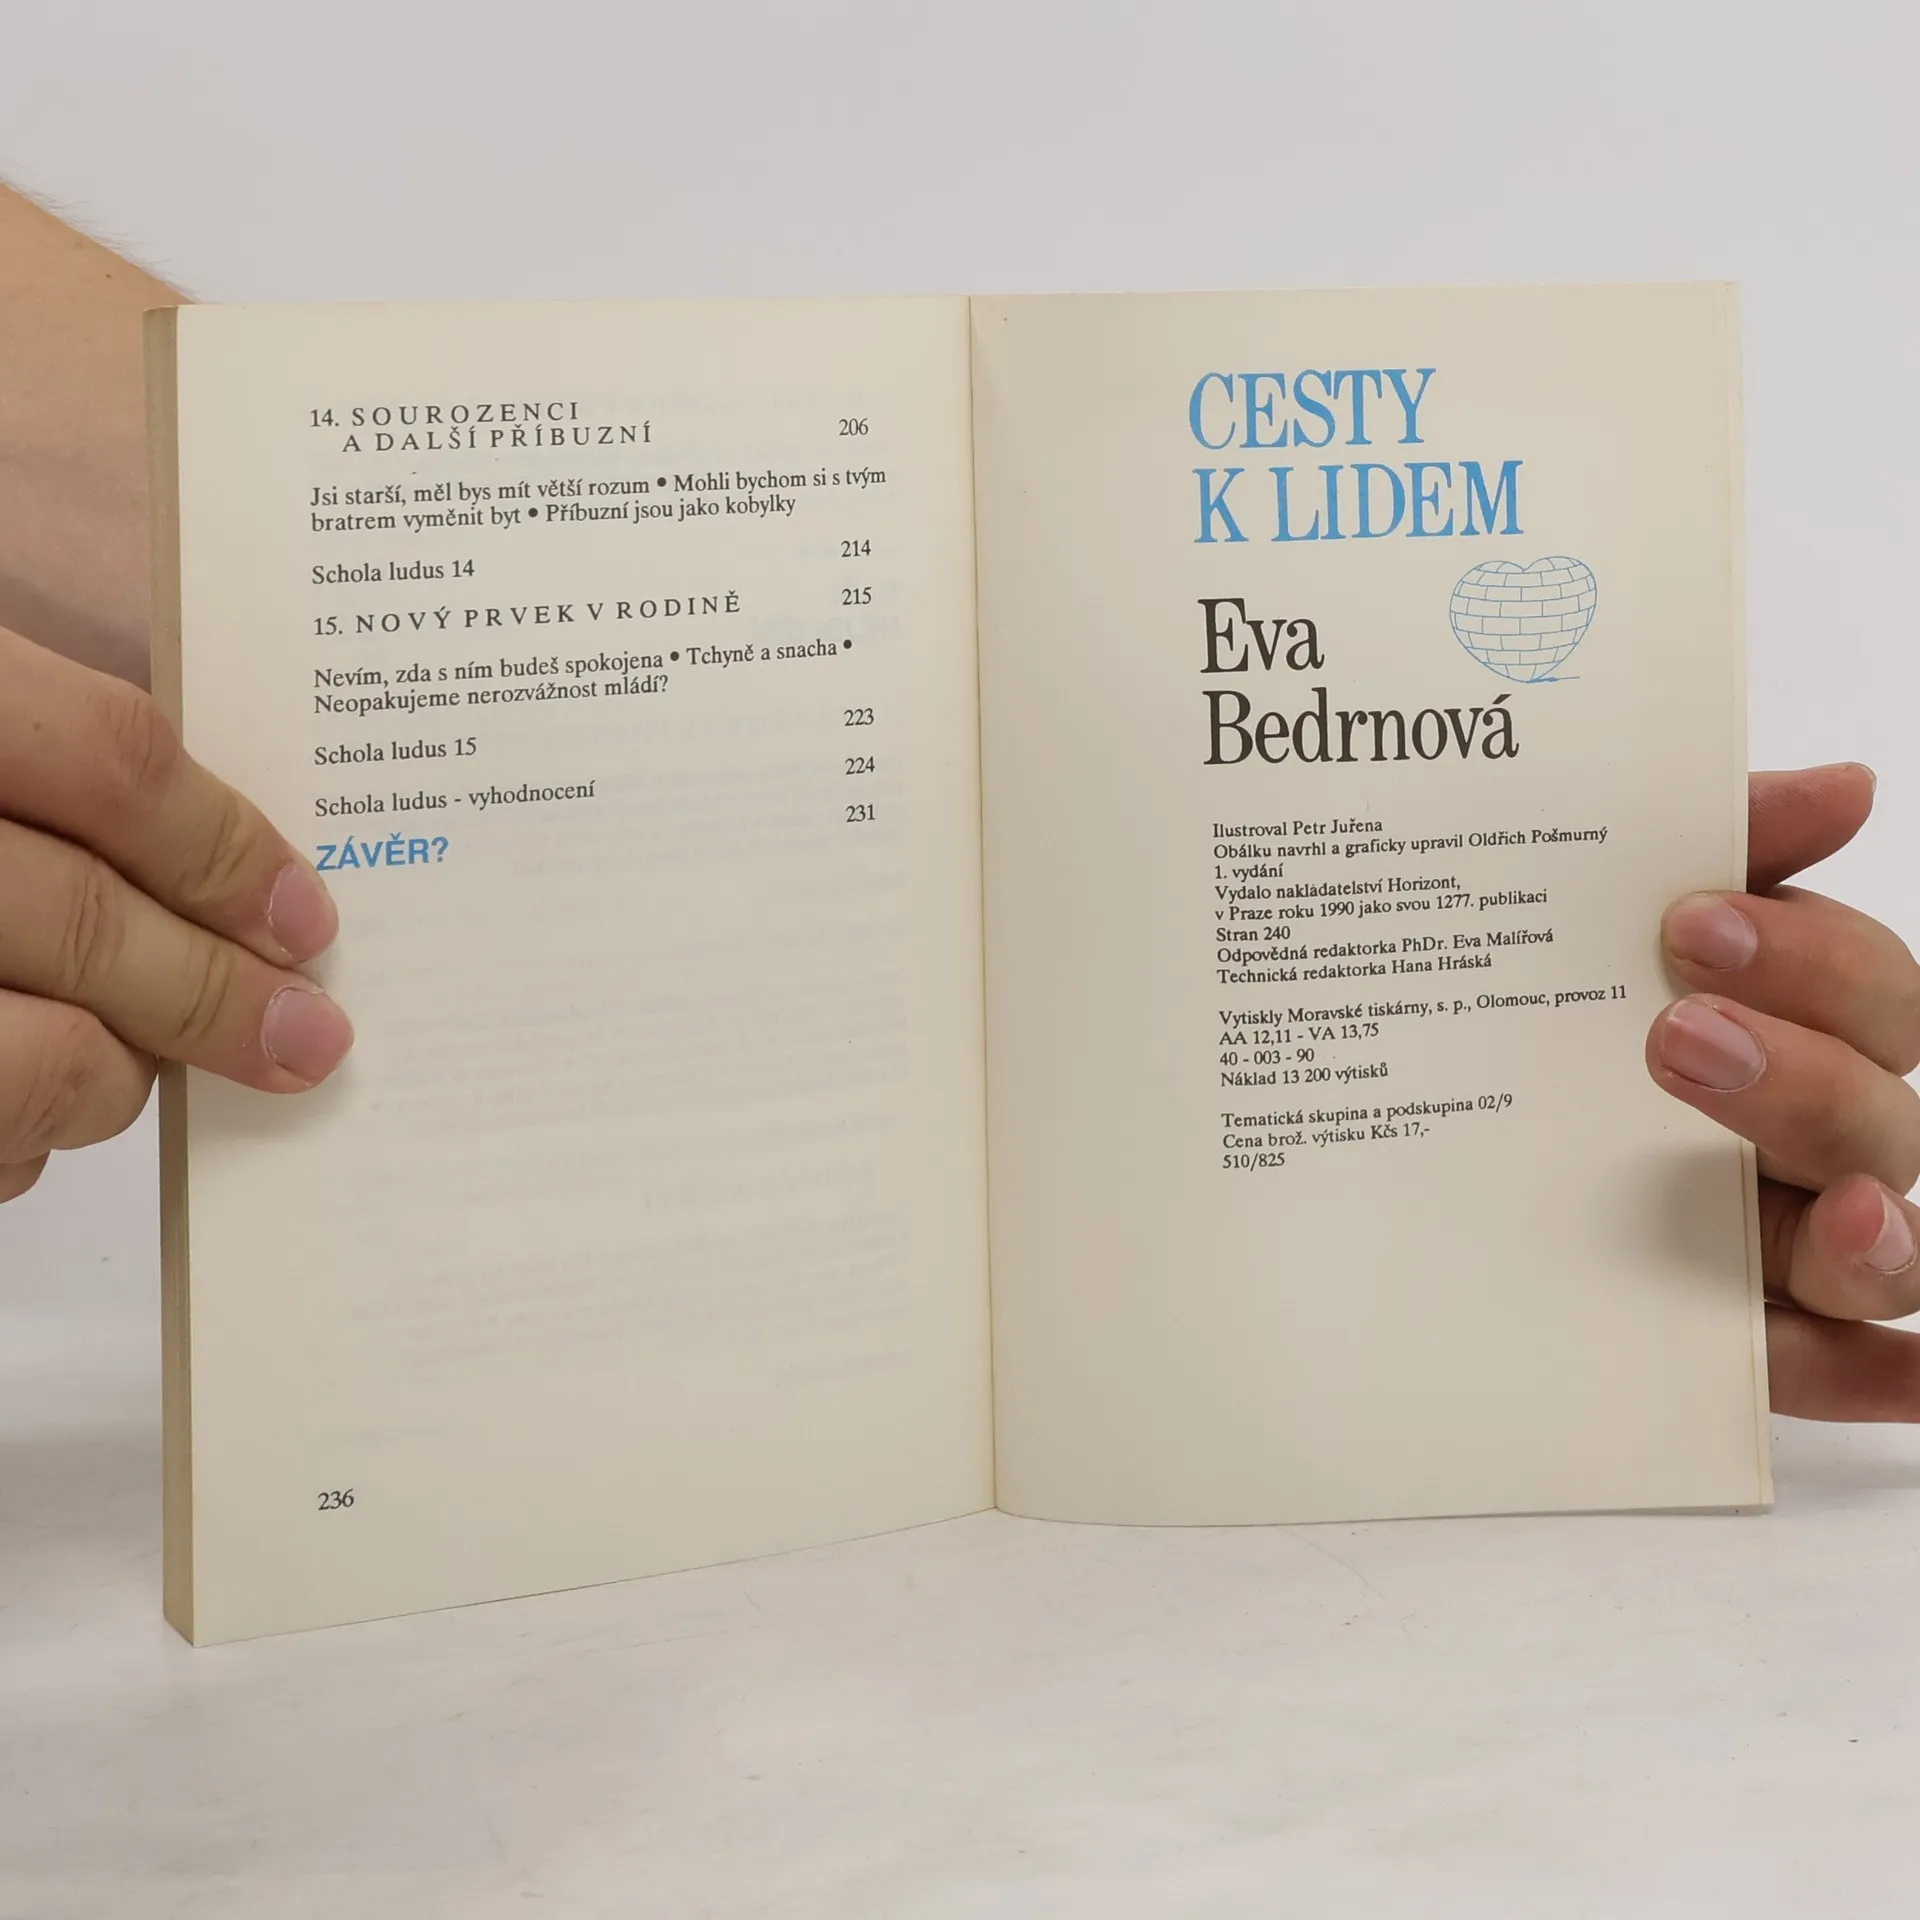 14. SOUROZENCI
A DALŠÍ PŘÍBUZNÍ 206
Jsi starší, měl bys mít větší rozum • Mohli bychom si s tvým
bratrem vyměnit byt • Příbuzní jsou jako kobylky
Schola ludus 14 214
15. NOVÝ PRVEK V RODINĚ 215
Nevím, zda s ním budeš spokojena • Tchyně a snacha •
Neopakujeme nerozvážnost mládí?
Schola ludus 15 223
Schola ludus - vyhodnocení 224
ZÁVĚR? 231
236
CESTY
K LIDEM
Eva
Bedrnová
Ilustroval Petr Juřena
Obálku navrhl a graficky upravil Oldřich Pošmurný
1. vydání
Vydalo nakladatelství Horizont,
v Praze roku 1990 jako svou 1277. publikaci
Stran 240
Odpovědná redaktorka PhDr. Eva Malířová
Technická redaktorka Hana Hráská
Vytiskly Moravské tiskárny, s. p., Olomouc, provoz 11
AA 12,11 - VA 13,75
40 - 003 - 90
Náklad 13 200 výtisků
Tematická skupina a podskupina 02/9
Cena brož. výtisku Kčs 17,-
510/825